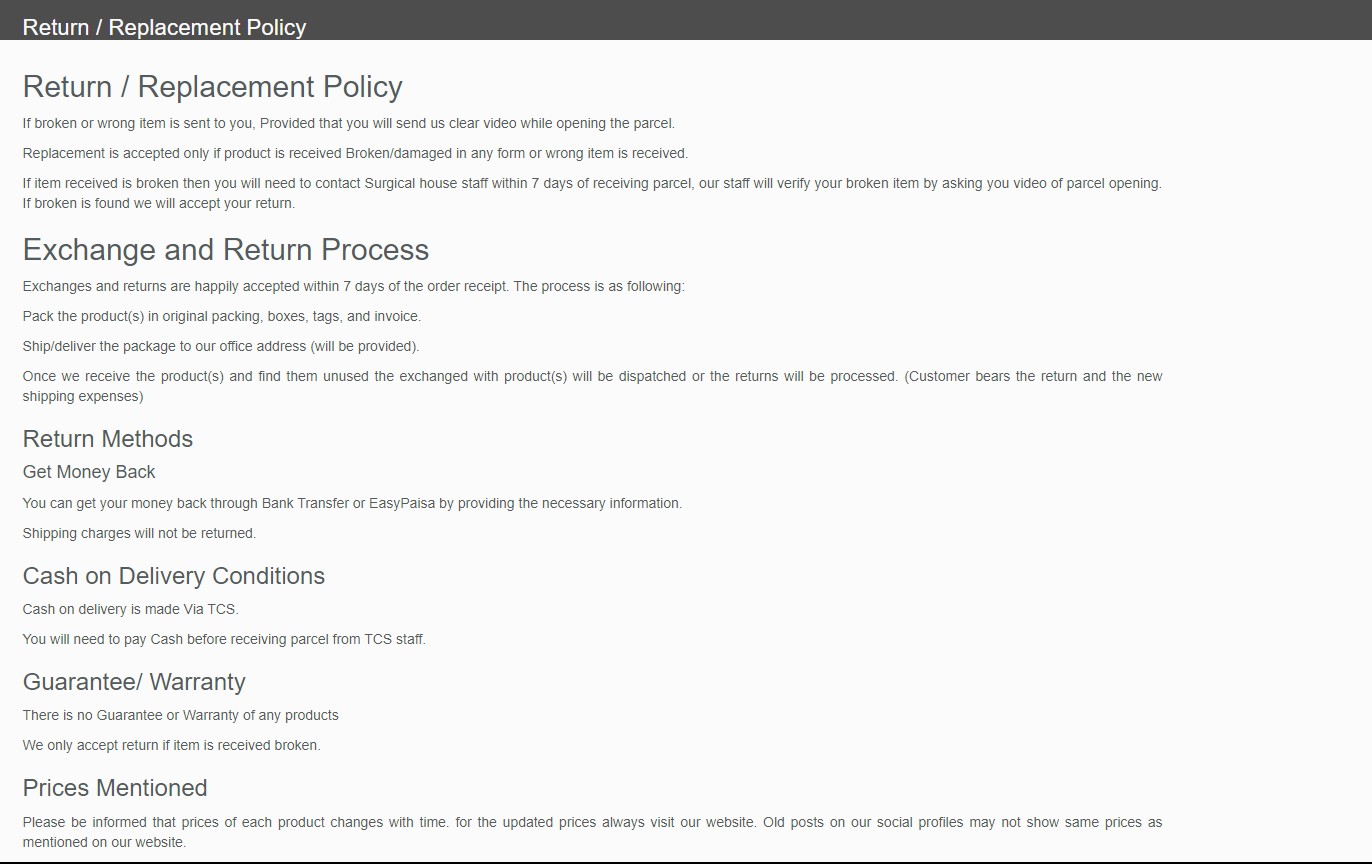 Return / Replacement Policy
Return / Replacement Policy
If broken or wrong item is sent to you, Provided that you will send us clear video while opening the parcel.
Replacement is accepted only if product is received Broken/damaged in any form or wrong item is received.
If item received is broken then you will need to contact Surgical house staff within 7 days of receiving parcel, our staff will verify your broken item by asking you video of parcel opening.
If broken is found we will accept your return.
Exchange and Return Process
Exchanges and returns are happily accepted within 7 days of the order receipt. The process is as following:
Pack the product(s) in original packing, boxes, tags, and invoice.
Ship/deliver the package to our office address (will be provided).
Once we receive the product(s) and find them unused the exchanged with product(s) will be dispatched or the returns will be processed. (Customer bears the return and the new
shipping expenses)
Return Methods
Get Money Back
You can get your money back through Bank Transfer or EasyPaisa by providing the necessary information.
Shipping charges will not be returned.
Cash on Delivery Conditions
Cash on delivery is made Via TCS.
You will need to pay Cash before receiving parcel from TCS staff.
Guarantee/ Warranty
There is no Guarantee or Warranty of any products
We only accept return if item is received broken.
Prices Mentioned
Please be informed that prices of each product changes with time. for the updated prices always visit our website. Old posts on our social profiles may not show same prices as
mentioned on our website.